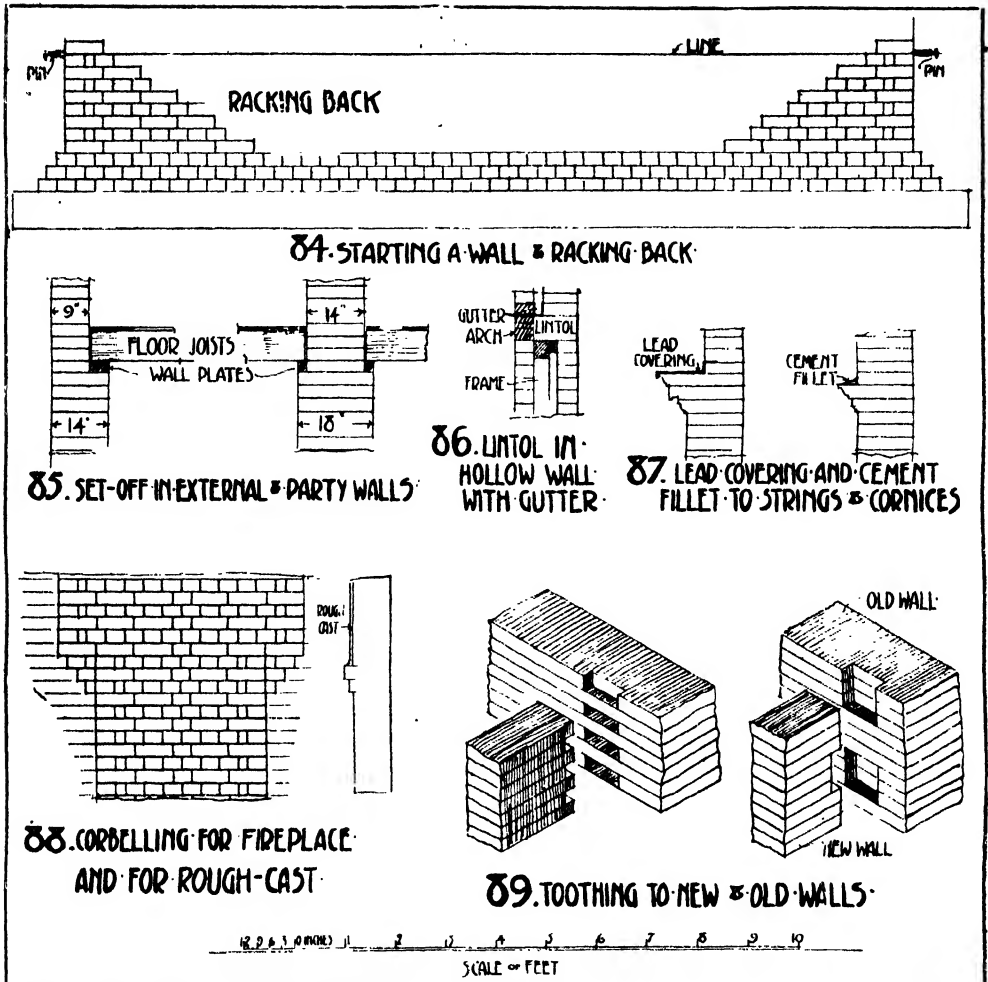 LINE
PIN
PIN
RACKING BACK
84. STARTING A WALL & RACKING BACK
9"
14"
FLOOR JOISTS
WALL PLATES
14"
18"
85. SET-OFF IN EXTERNAL & PARTY WALLS
GUTTER
ARCH
LINTOL
FRAME
86. LINTOL IN
HOLLOW WALL
WITH GUTTER
LEAD
COVERING
CEMENT
FILLET
87. LEAD COVERING AND CEMENT
FILLET TO STRINGS & CORNICES
ROUGH
CAST
88. CORBELLING FOR FIREPLACE
AND FOR ROUGH-CAST
OLD WALL
NEW WALL
89. TOOTHING TO NEW & OLD WALLS
12 9 6 3 0 INCHES 1 2 3 4 5 6 7 8 9 10
SCALE OF FEET